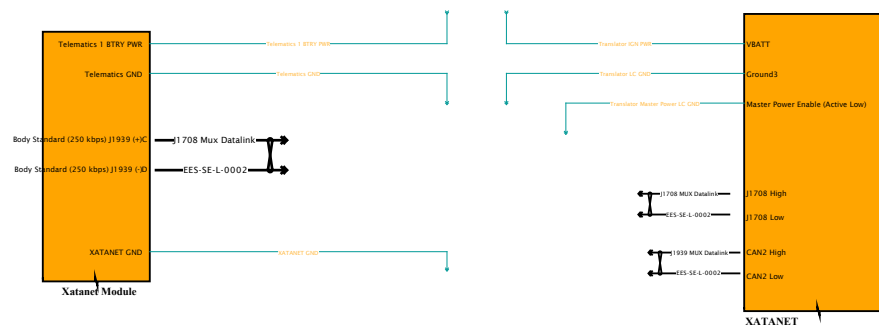 Telematics 1 BTRY PWR
Telematics 1 BTRY PWR
Telematics GND
Telematics GND
Body Standard (250 kbps) J1939 (+)C
J1708 Mux Datalink
Body Standard (250 kbps) J1939 (-)D
EES-SE-L-0002
XATANET GND
XATANET GND
Xatanet Module
Translator IGN PWR
VBATT
Translator LC GND
Ground3
Translator Master Power LC GND
Master Power Enable (Active Low)
J1708 MUX Datalink
J1708 High
EES-SE-L-0002
J1708 Low
J1939 MUX Datalink
CAN2 High
EES-SE-L-0002
CAN2 Low
XATANET